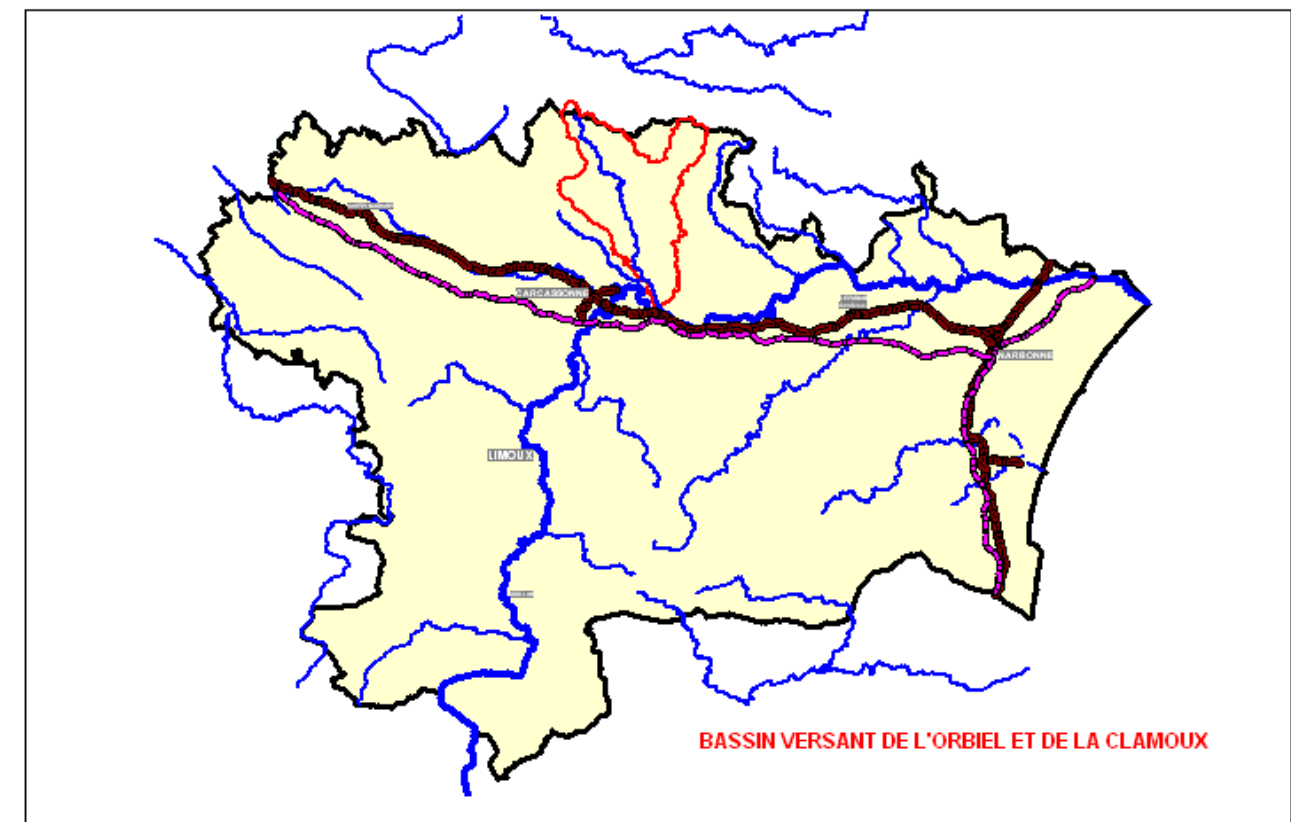 CARCASSONNE
NARBONNE
LIMOUX
BASSIN VERSANT DE L'ORBIEL ET DE LA CLAMOUX